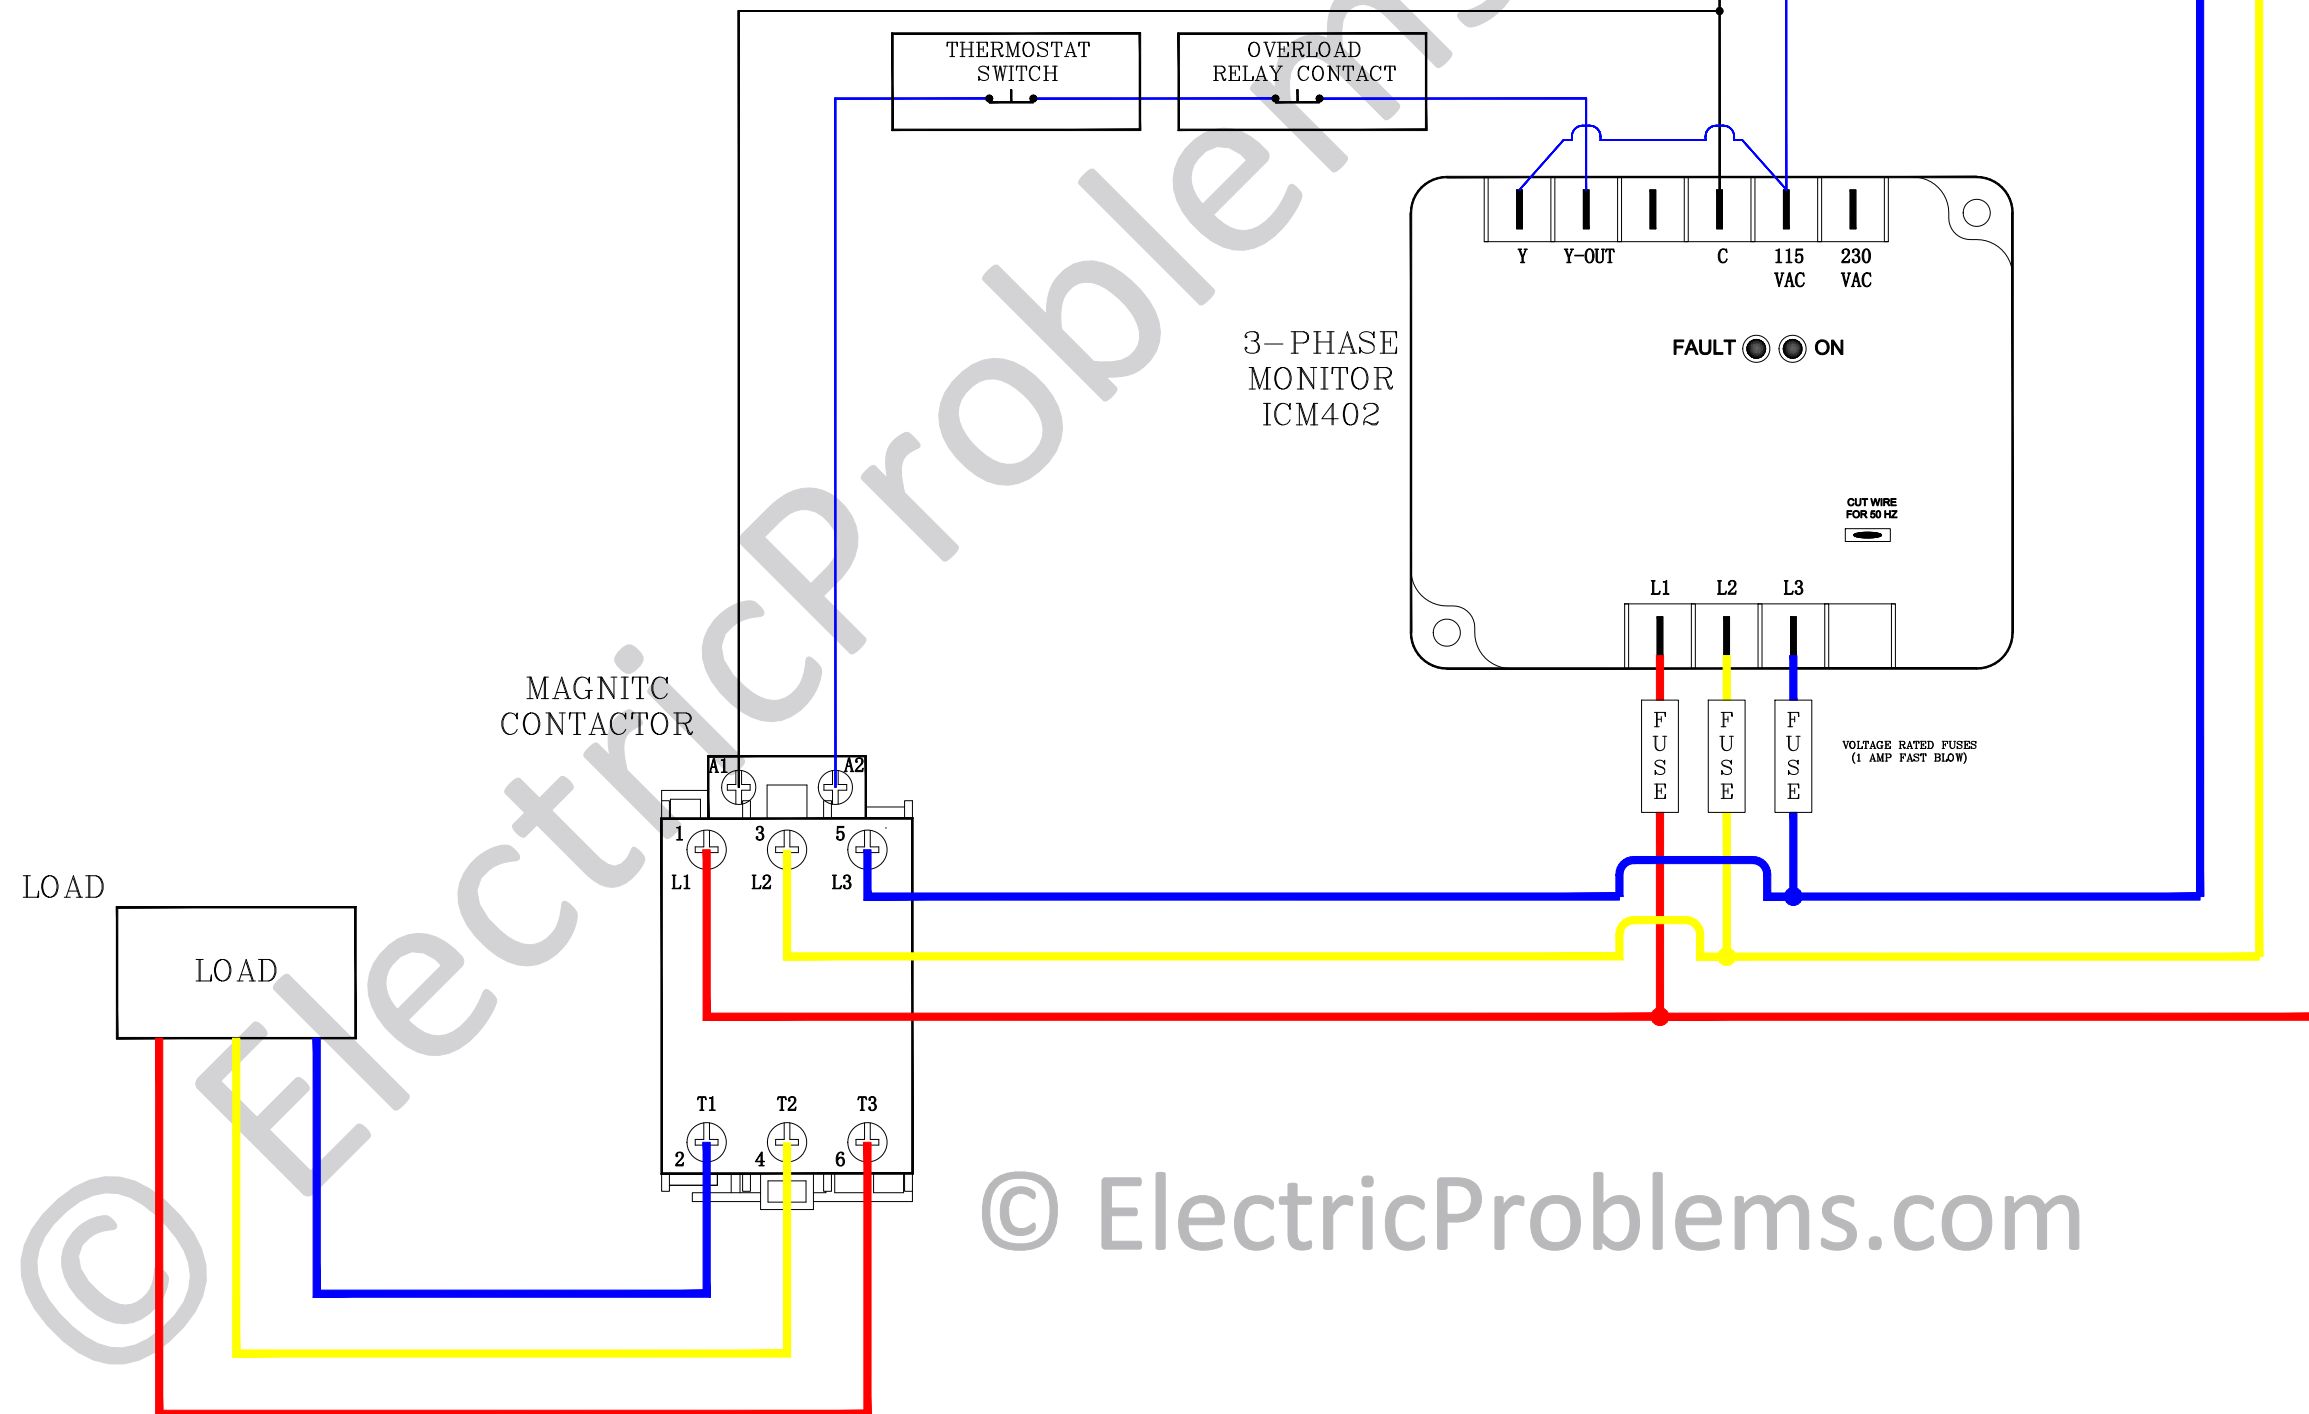 THERMOSTAT
SWITCH
OVERLOAD
RELAY CONTACT
Y
Y-OUT
C
115
VAC
230
VAC
3-PHASE
MONITOR
ICM402
FAULT
ON
CUT WIRE
FOR 50 HZ
L1
L2
L3
FUSE
FUSE
FUSE
VOLTAGE RATED FUSES
(1 AMP FAST BLOW)
MAGNITC
CONTACTOR
A1
A2
1
3
5
L1
L2
L3
LOAD
LOAD
T1
T2
T3
2
4
6
© ElectricProblems.com
© ElectricProblems